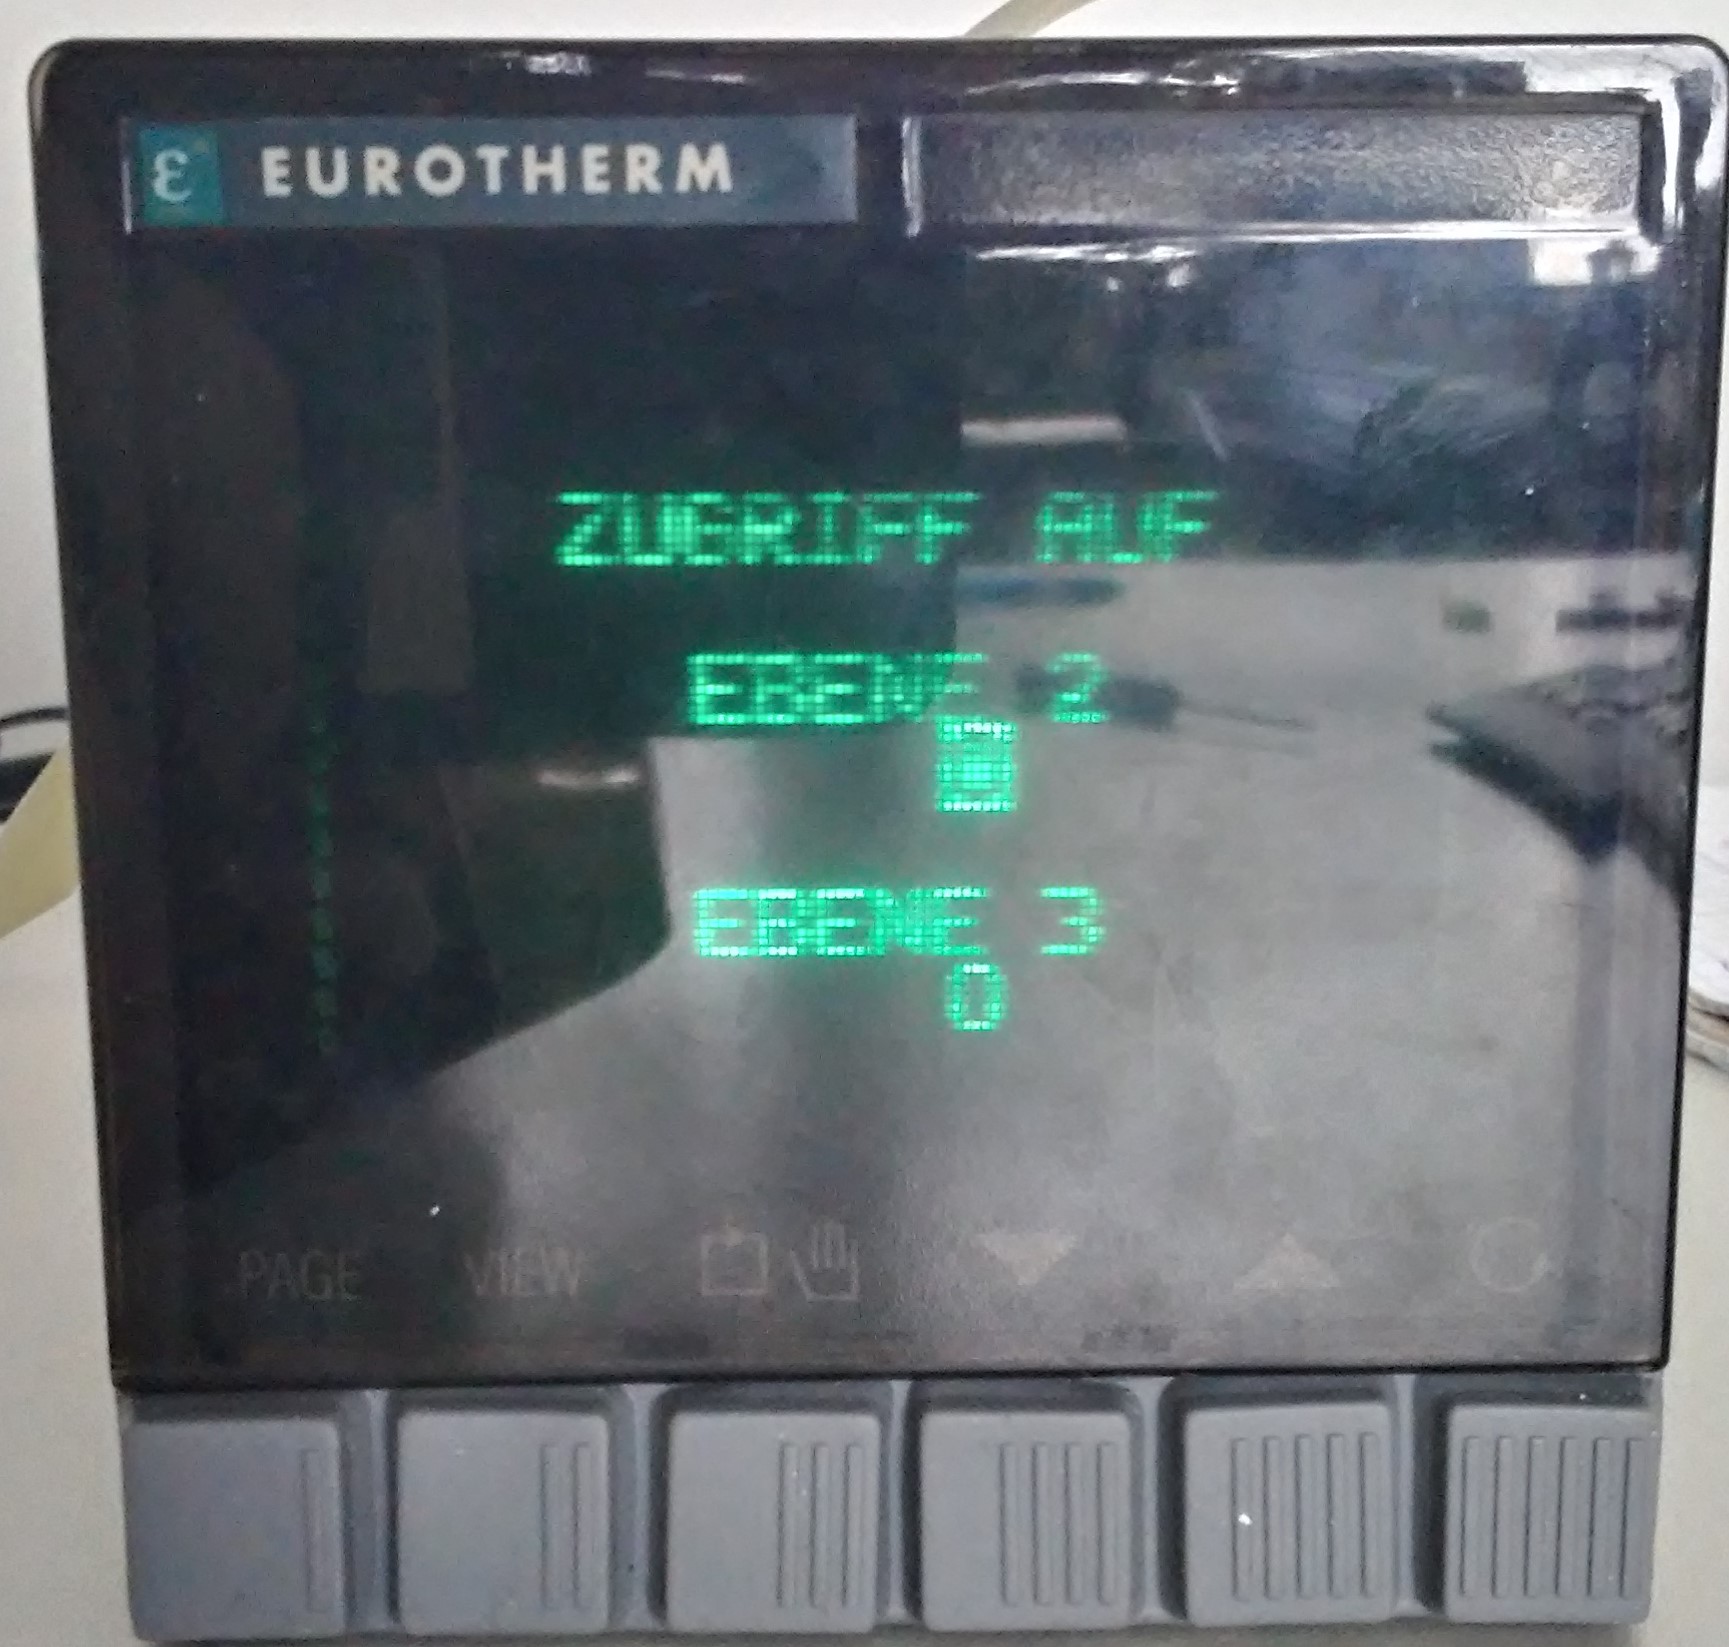 ε EUROTHERM
ZUGRIFF AUF
EBENE 2
EBENE 3
0
PAGE VIEW